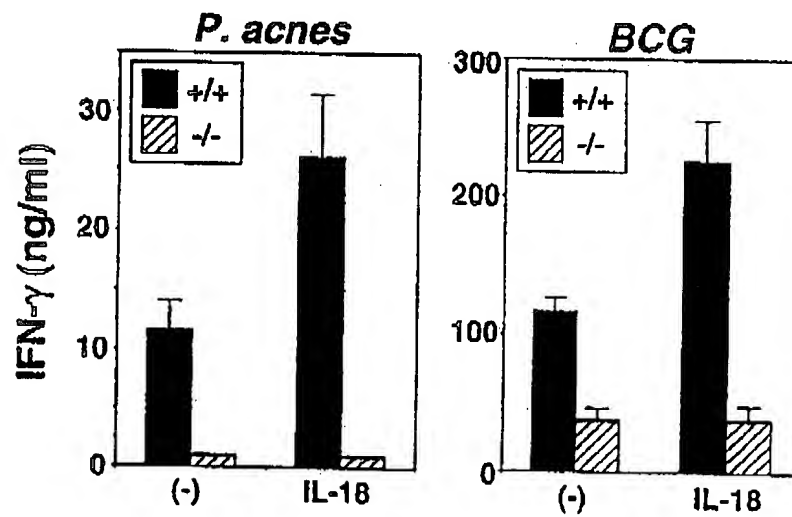 P. acnes
BCG
IFN-γ (ng/ml)
30
20
10
0
+/+
-/-
(-)
IL-18
300
200
100
0
+/+
-/-
(-)
IL-18